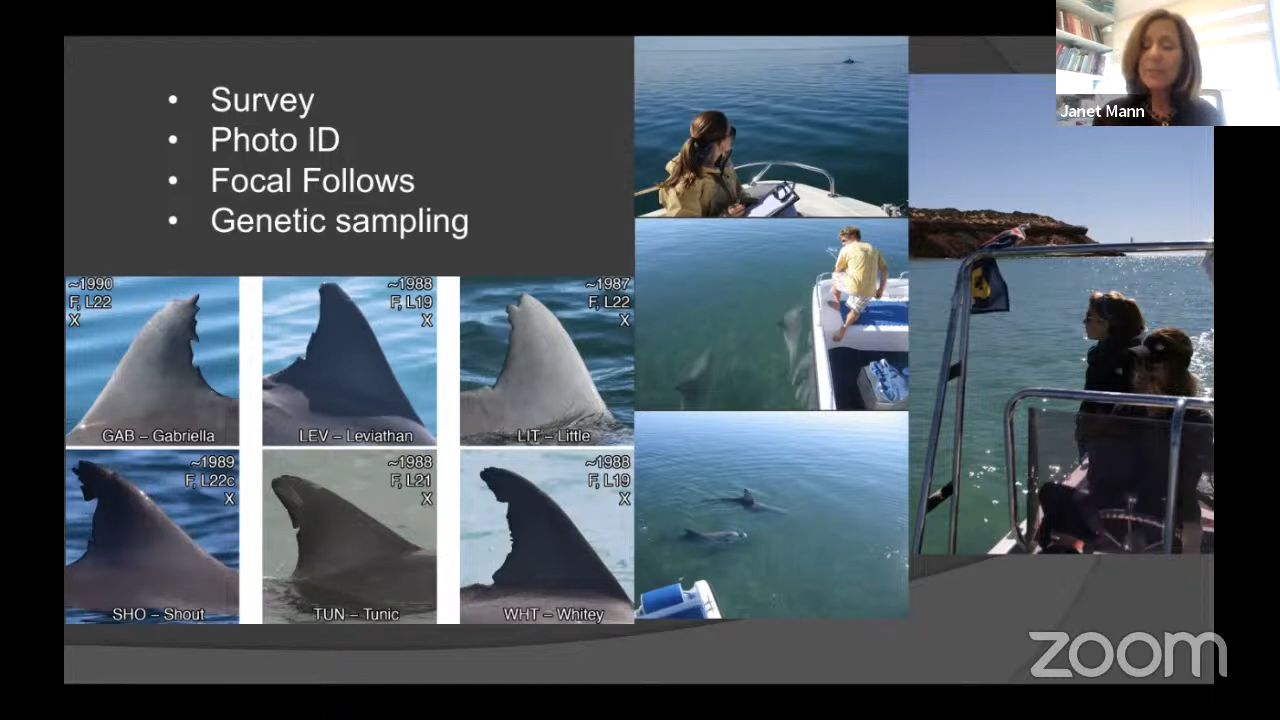 • Survey
• Photo ID
• Focal Follows
• Genetic sampling
Janet Mann
~1990
F, L22
X
GAB – Gabriella
~1988
F, L19
X
LEV – Leviathan
~1987
F, L22
X
LIT – Little
~1989
F, L22c
X
SHO – Shout
~1988
F, L21
X
TUN – Tunic
~1988
F, L19
X
WHT – Whitey
zoom